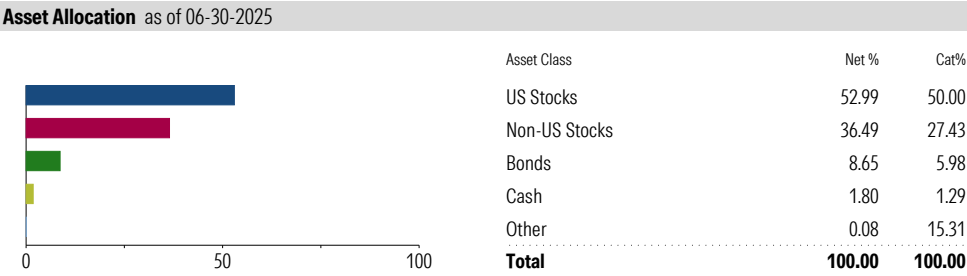 Asset Allocation as of 06-30-2025
Asset Class Net % Cat%
US Stocks 52.99 50.00
Non-US Stocks 36.49 27.43
Bonds 8.65 5.98
Cash 1.80 1.29
Other 0.08 15.31
Total 100.00 100.00
0 50 100